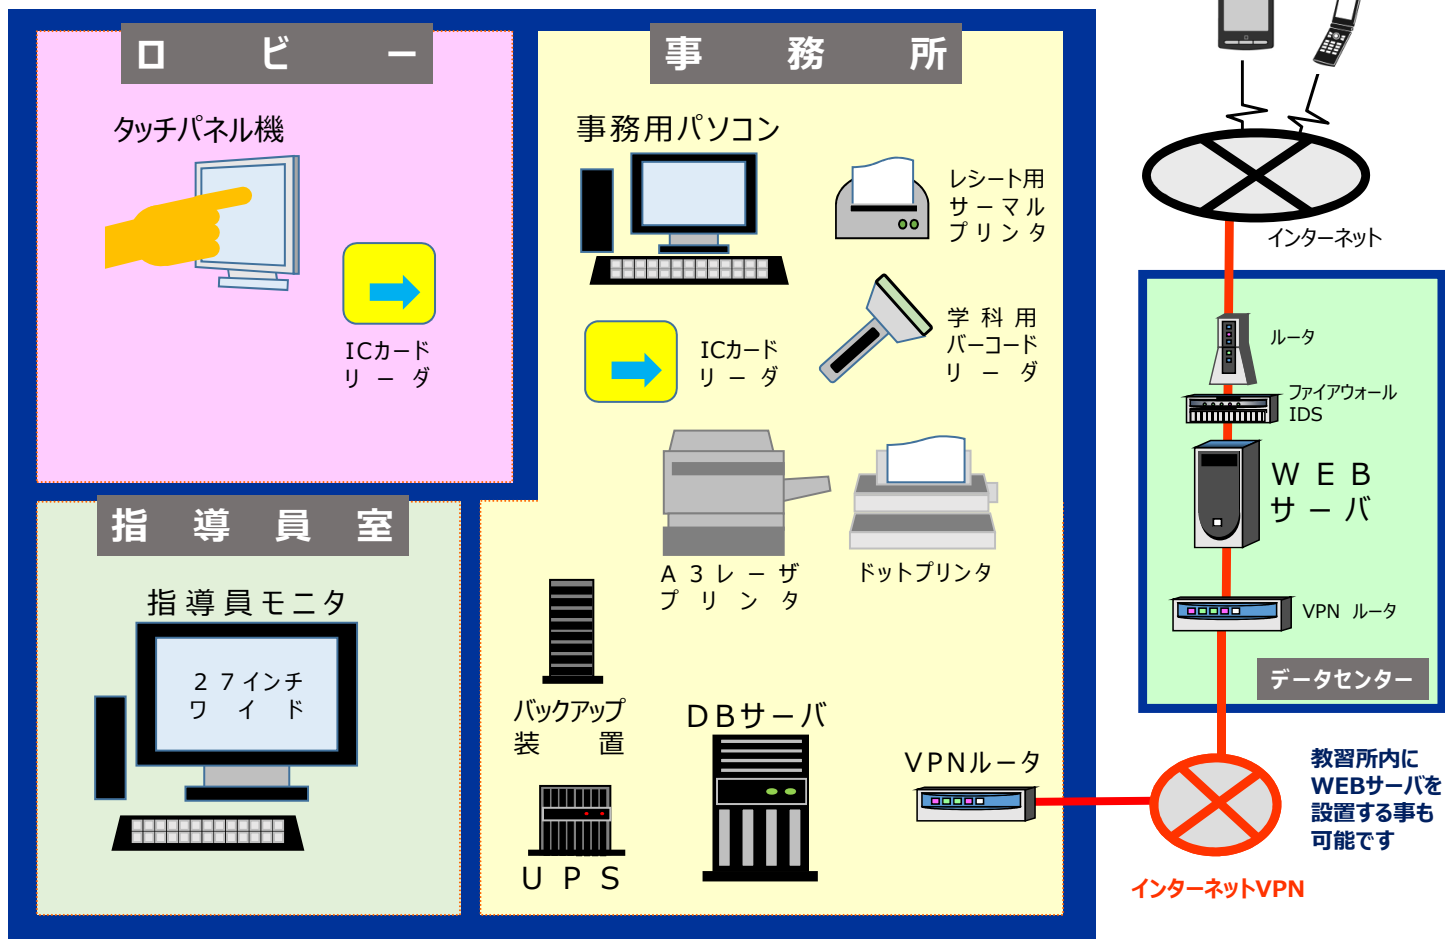 ロビー
タッチパネル機
ICカード
リーダ
事務所
事務用パソコン
レシート用
サーマル
プリンタ
ICカード
リーダ
学科用
バーコード
リーダ
A3レーザ
プリンタ
ドットプリンタ
バックアップ
装置
DBサーバ
UPS
VPNルータ
指導員室
指導員モニタ
27インチ
ワイド
インターネット
ルータ
ファイアウォール
IDS
WEB
サーバ
VPN ルータ
データセンター
教習所内に
WEBサーバを
設置する事も
可能です
インターネットVPN